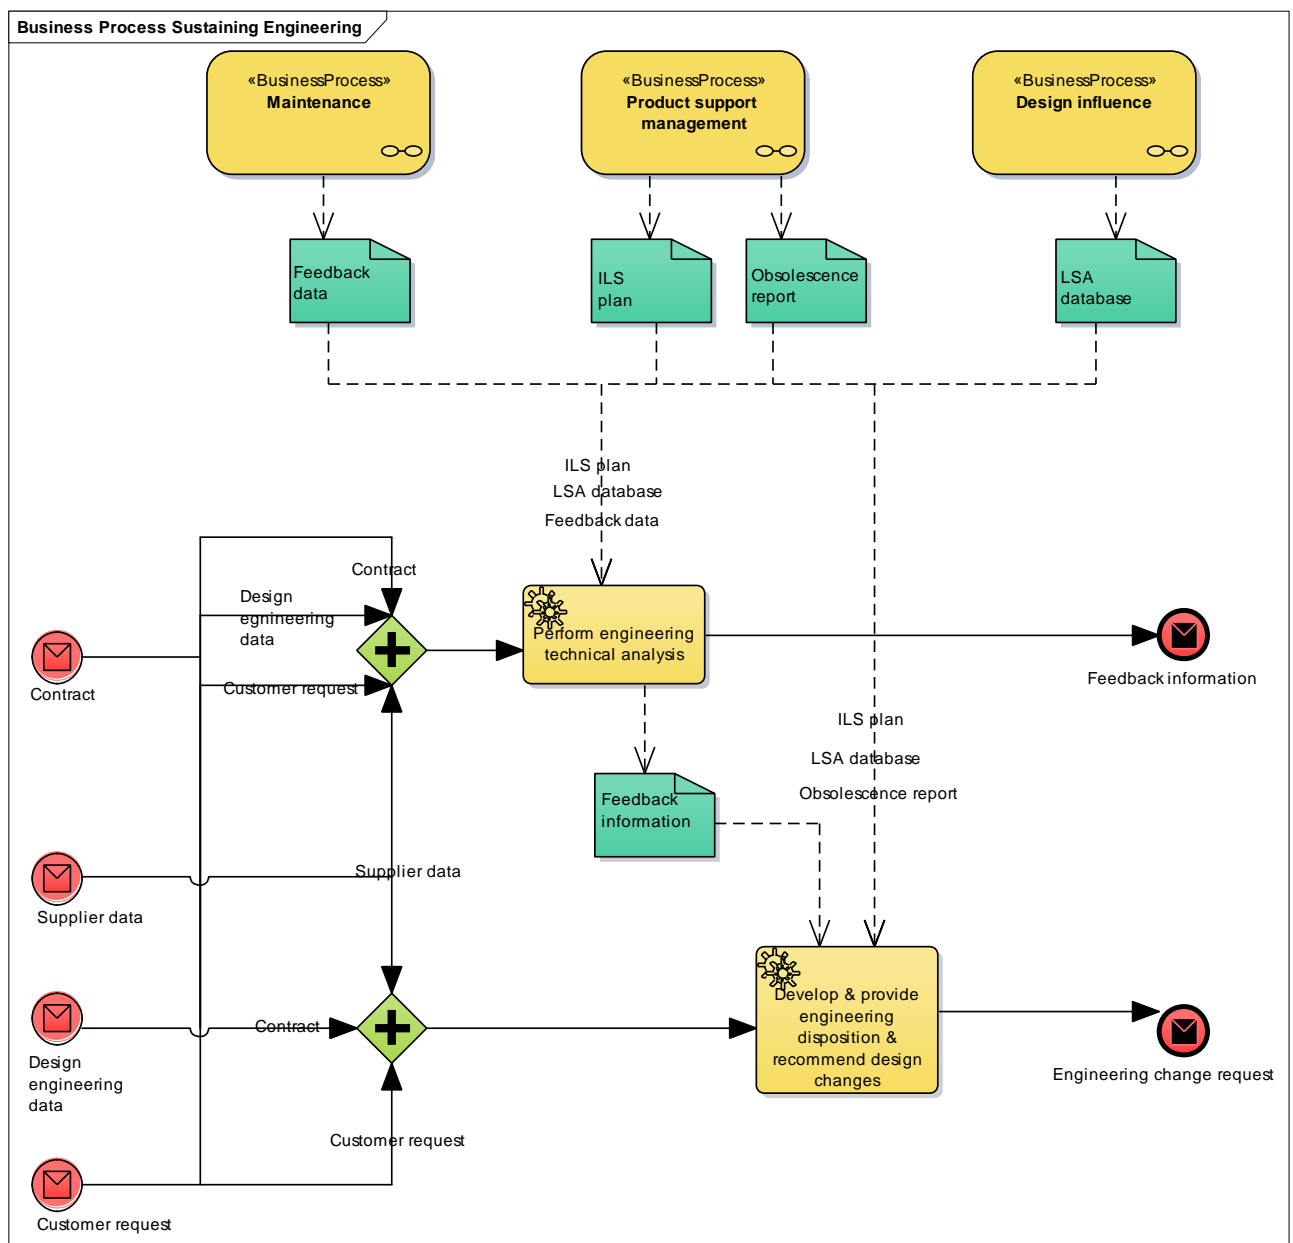 Business Process Sustaining Engineering
«BusinessProcess»
Maintenance
«BusinessProcess»
Product support
management
«BusinessProcess»
Design influence
Feedback
data
ILS
plan
Obsolescence
report
LSA
database
ILS plan
LSA database
Feedback data
Contract
Design
egnineering
data
Customer request
Perform engineering
technical analysis
Contract
Feedback information
ILS plan
LSA database
Obsolescence report
Feedback
information
Supplier data
Supplier data
Contract
Develop & provide
engineering
disposition &
recommend design
changes
Design
engineering
data
Engineering change request
Customer request
Customer request